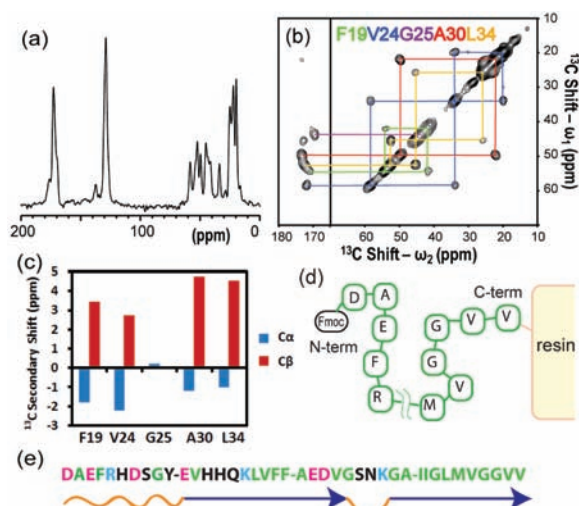 (a)
200 100 (ppm) 0
(b)
F19V24G25A30L34
10
20
30
40
50
60
¹³C Shift – ω₁ (ppm)
180 170 50 40 30 20 10
¹³C Shift – ω₂ (ppm)
(c)
5
4
3
2
1
0
-1
-2
-3
¹³C Secondary Shift (ppm)
F19 V24 G25 A30 L34
Cα
Cβ
(d)
Fmoc D A E F R M V G G V V
N-term
C-term
resin
(e)
DAEFRHDSGY-EVHHQKLVFF-AEDVGSNKGA-IIGLMVGGVV